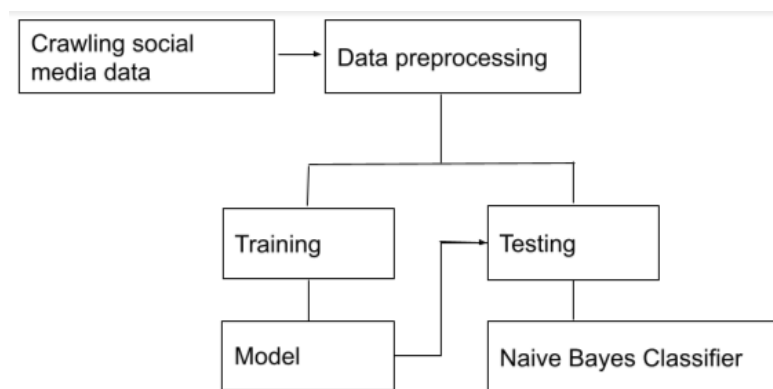 Crawling social
media data
Data preprocessing
Training
Testing
Model
Naive Bayes Classifier